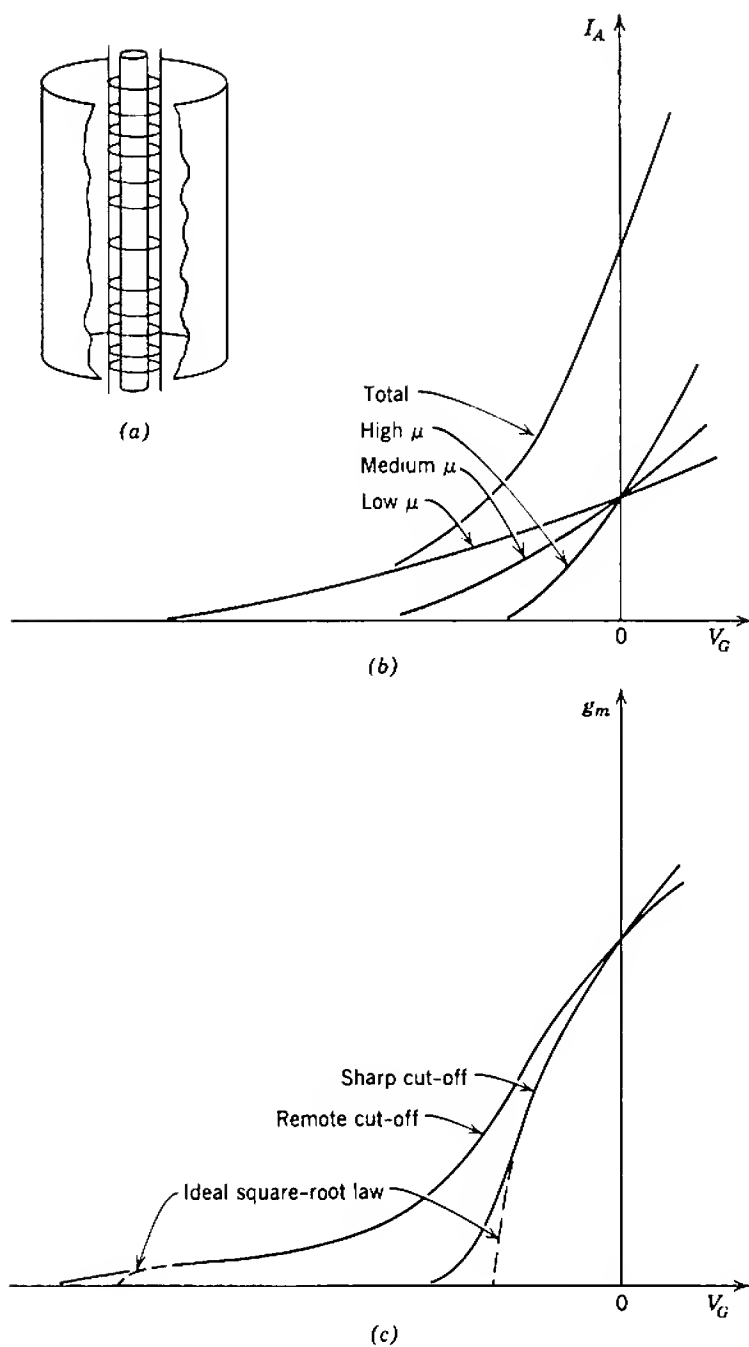 (a)
I_A
Total
High μ
Medium μ
Low μ
0
V_G
(b)
g_m
Sharp cut-off
Remote cut-off
Ideal square-root law
0
V_G
(c)